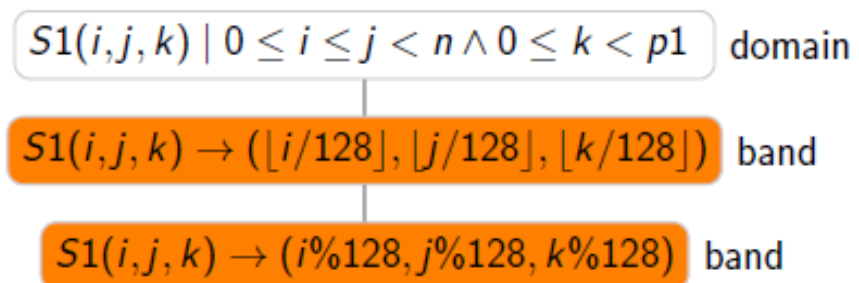 S1(i, j, k) | 0 ≤ i ≤ j < n ∧ 0 ≤ k < p1 domain
S1(i, j, k) → (⌊i/128⌋, ⌊j/128⌋, ⌊k/128⌋) band
S1(i, j, k) → (i%128, j%128, k%128) band